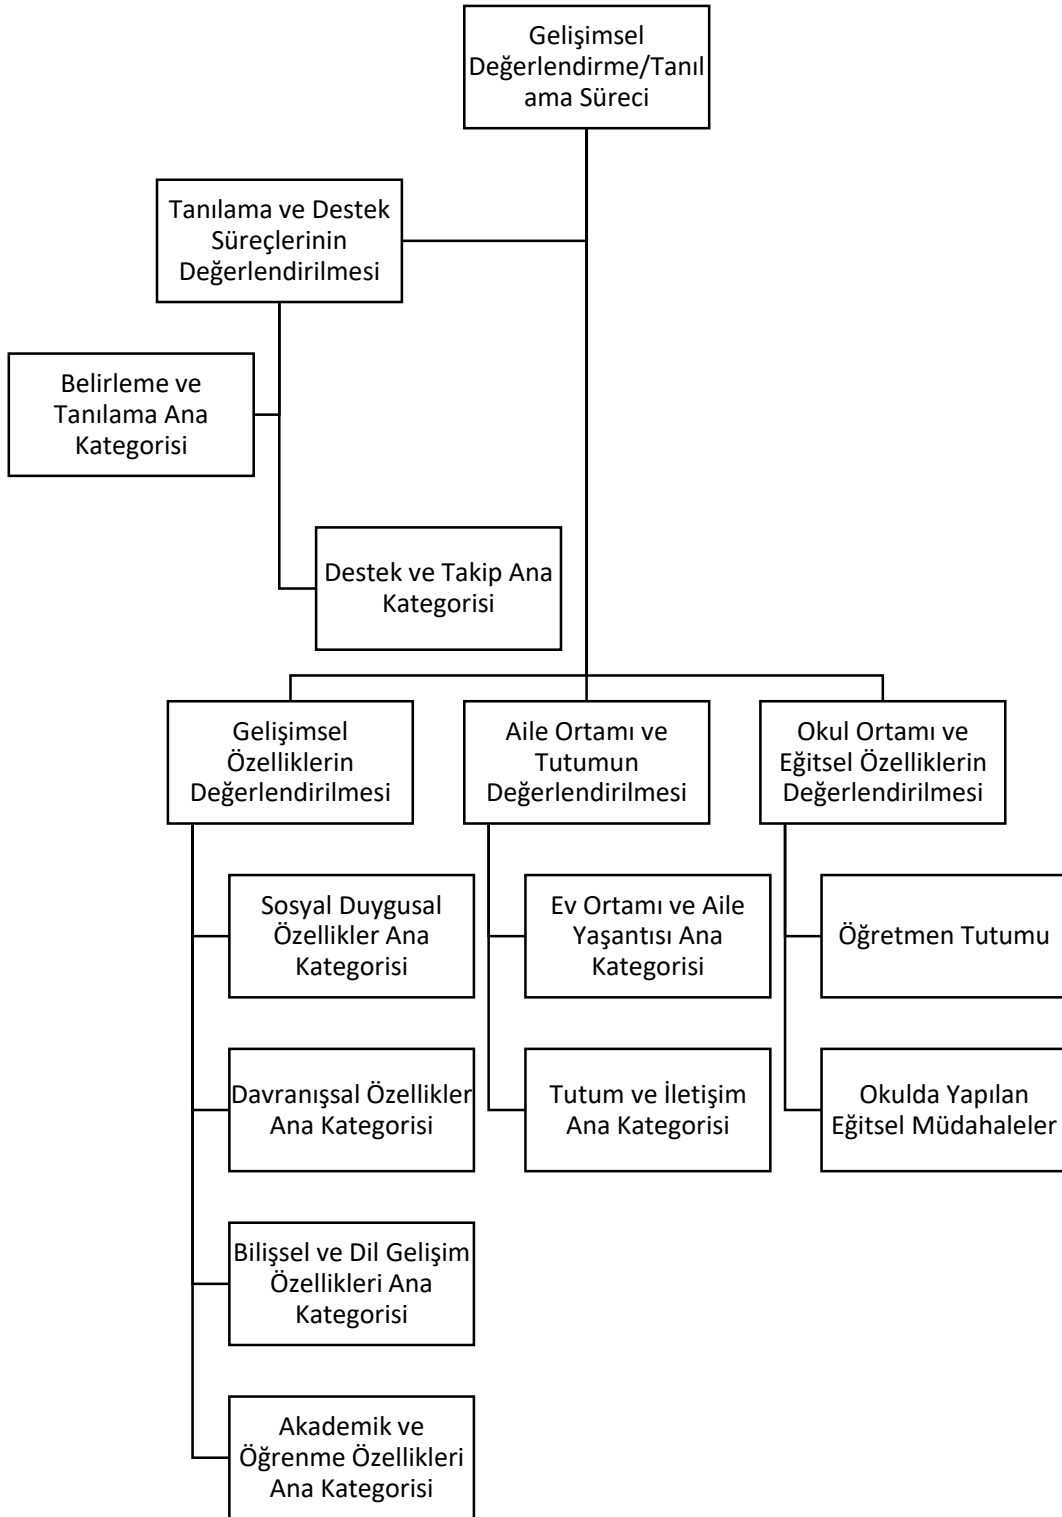 Gelişimsel
Değerlendirme/Tanıl
ama Süreci
Tanılama ve Destek
Süreçlerinin
Değerlendirilmesi
Belirleme ve
Tanılama Ana
Kategorisi
Destek ve Takip Ana
Kategorisi
Gelişimsel
Özelliklerin
Değerlendirilmesi
Aile Ortamı ve
Tutumun
Değerlendirilmesi
Okul Ortamı ve
Eğitsel Özelliklerin
Değerlendirilmesi
Sosyal Duygusal
Özellikler Ana
Kategorisi
Ev Ortamı ve Aile
Yaşantısı Ana
Kategorisi
Öğretmen Tutumu
Davranışsal Özellikler
Ana Kategorisi
Tutum ve İletişim
Ana Kategorisi
Okulda Yapılan
Eğitsel Müdahaleler
Bilişsel ve Dil Gelişim
Özellikleri Ana
Kategorisi
Akademik ve
Öğrenme Özellikleri
Ana Kategorisi